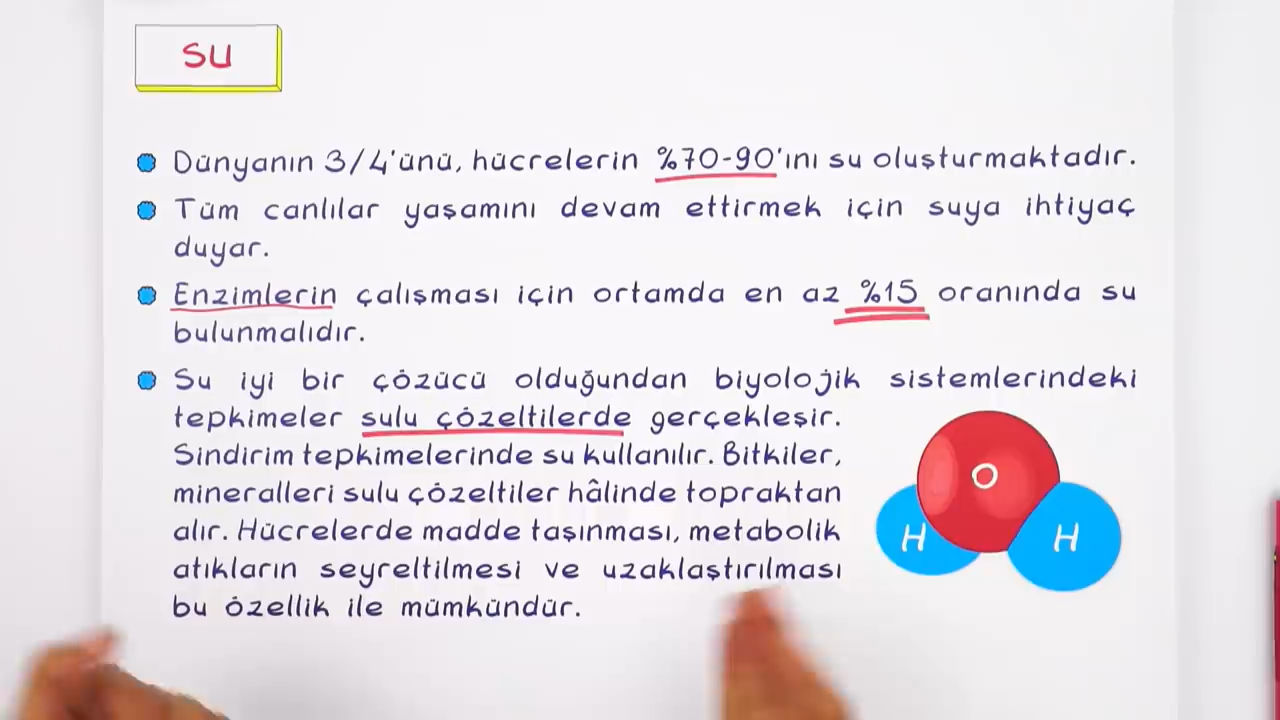 SU
Dünyanın 3/4'ünü, hücrelerin %70-90'ını su oluşturmaktadır.
Tüm canlılar yaşamını devam ettirmek için suya ihtiyaç
duyar.
Enzimlerin çalışması için ortamda en az %15 oranında su
bulunmalıdır.
Su iyi bir çözücü olduğundan biyolojik sistemlerindeki
tepkimeler sulu çözeltilerde gerçekleşir.
Sindirim tepkimelerinde su kullanılır. Bitkiler,
mineralleri sulu çözeltiler hâlinde topraktan
alır. Hücrelerde madde taşınması, metabolik
atıkların seyreltilmesi ve uzaklaştırılması
bu özellik ile mümkündür.
O
H H